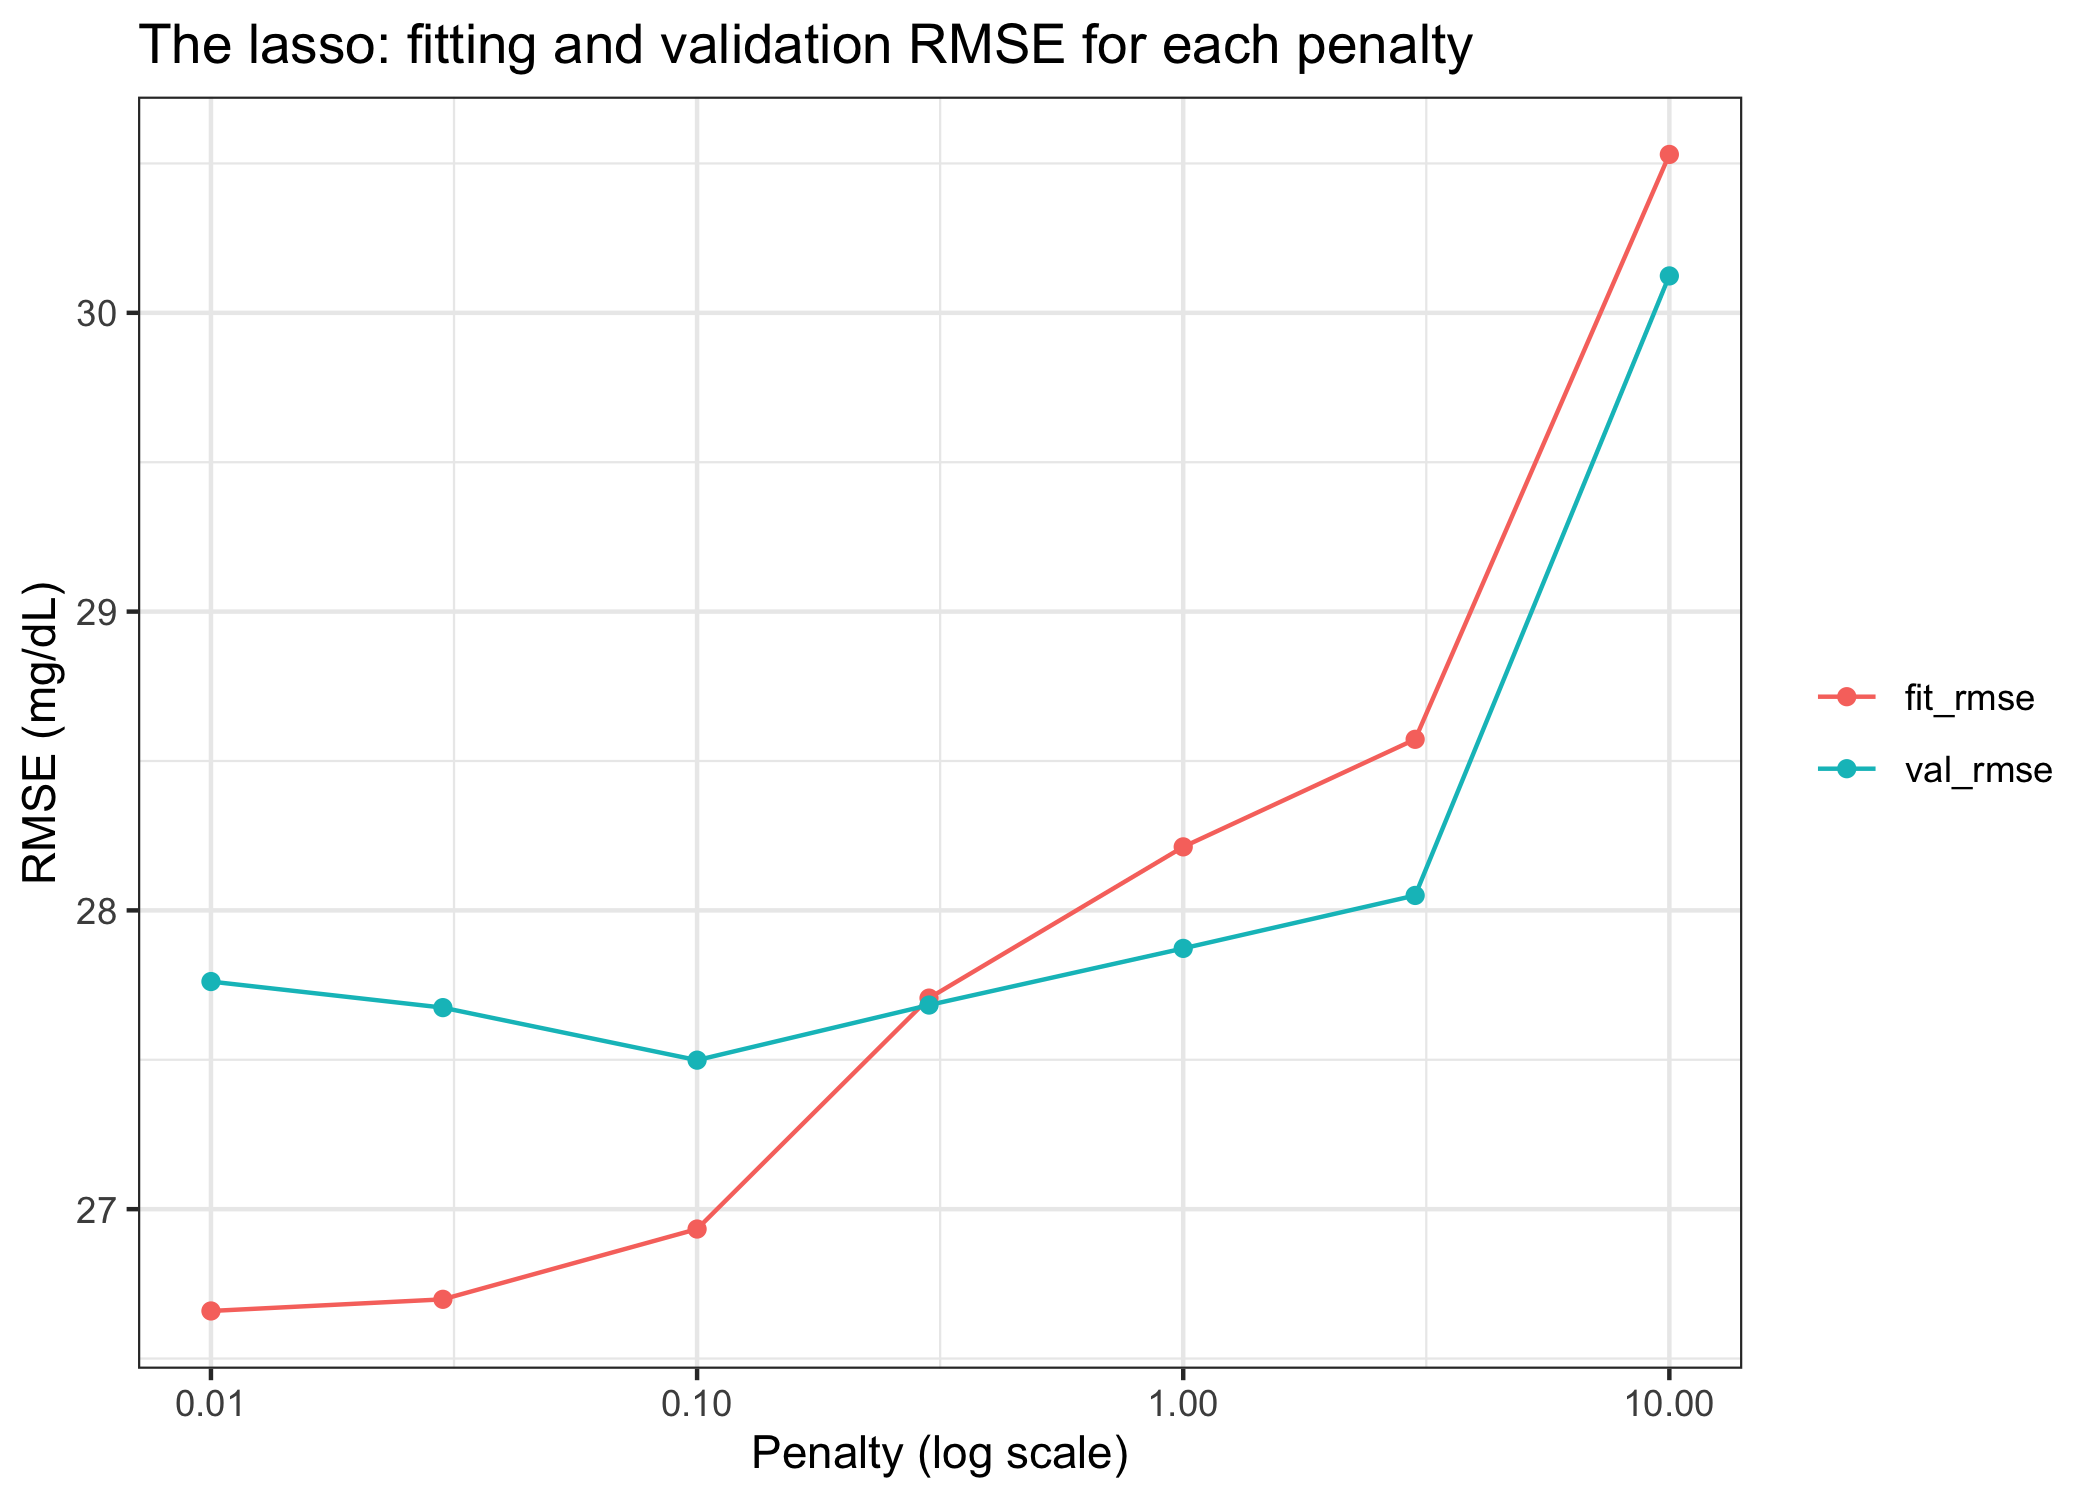 The lasso: fitting and validation RMSE for each penalty
30
29
28
27
RMSE (mg/dL)
0.01
0.10
1.00
10.00
Penalty (log scale)
fit_rmse
val_rmse